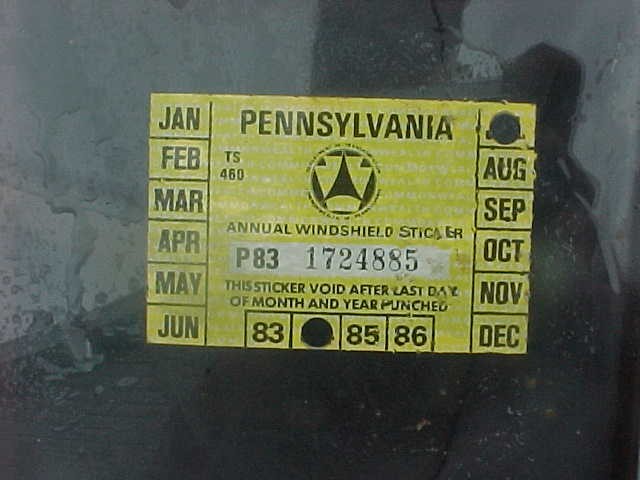 JAN
FEB
MAR
APR
MAY
JUN
PENNSYLVANIA
TS
460
ANNUAL WINDSHIELD STICKER
P83 1724885
THIS STICKER VOID AFTER LAST DAY
OF MONTH AND YEAR PUNCHED
83 85 86
AUG
SEP
OCT
NOV
DEC